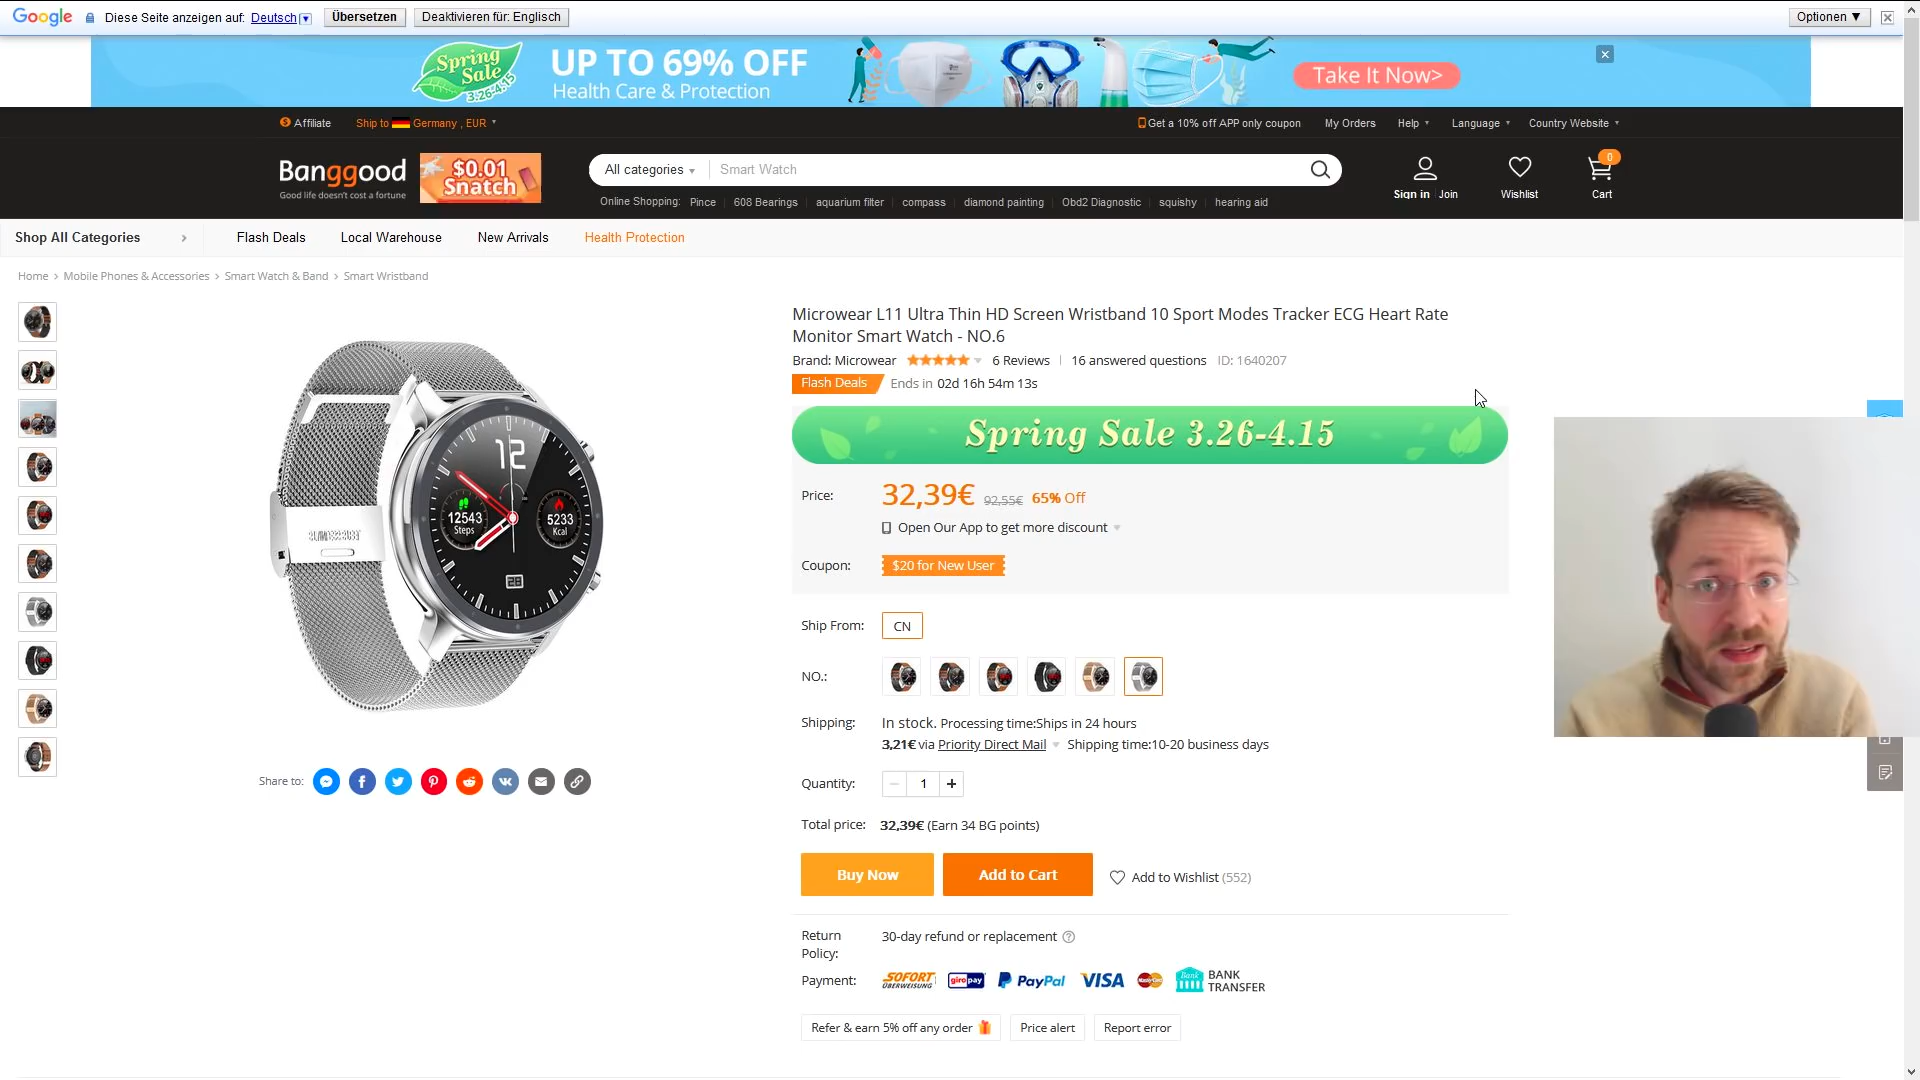 Google Diese Seite anzeigen auf: Deutsch Übersetzen Deaktivieren für: Englisch Optionen ▼
Spring Sale 3.26-4.15
UP TO 69% OFF
Health Care & Protection
Take It Now>
Affiliate Ship to Germany , EUR Get a 10% off APP only coupon My Orders Help Language Country Website
Banggood
Good life doesn't cost a fortune
$0.01
Snatch
All categories Smart Watch
Sign in Join Wishlist 0 Cart
Online Shopping: Pince 608 Bearings aquarium filter compass diamond painting Obd2 Diagnostic squishy hearing aid
Shop All Categories > Flash Deals Local Warehouse New Arrivals Health Protection
Home > Mobile Phones & Accessories > Smart Watch & Band > Smart Wristband
Microwear L11 Ultra Thin HD Screen Wristband 10 Sport Modes Tracker ECG Heart Rate
Monitor Smart Watch - NO.6
Brand: Microwear 6 Reviews 16 answered questions ID: 1640207
Flash Deals Ends in 02d 16h 54m 13s
Spring Sale 3.26-4.15
Price: 32,39€ 92,55€ 65% Off
Open Our App to get more discount
Coupon: $20 for New User
Ship From: CN
NO.:
Shipping: In stock. Processing time:Ships in 24 hours
3,21€ via Priority Direct Mail Shipping time:10-20 business days
Quantity: 1 +
Total price: 32,39€ (Earn 34 BG points)
Buy Now Add to Cart Add to Wishlist (552)
Return
Policy:
30-day refund or replacement
Payment: SOFORT ÜBERWEISUNG giropay PayPal VISA MasterCard Bank BANK
TRANSFER
Refer & earn 5% off any order Price alert Report error
12
12543
Steps
5233
Kcal
28
Share to: